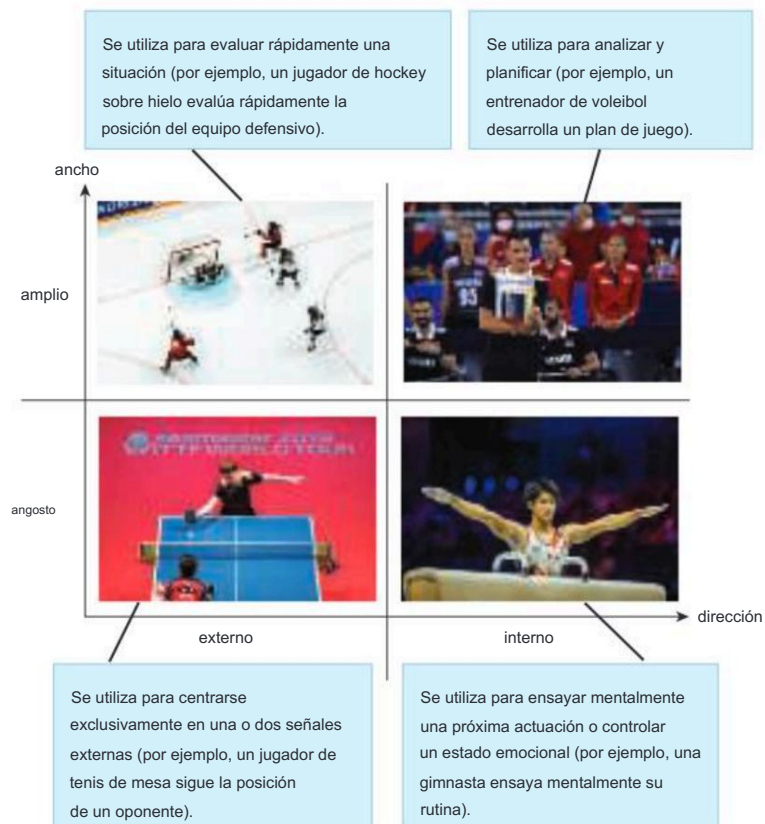 Se utiliza para evaluar rápidamente una
situación (por ejemplo, un jugador de hockey
sobre hielo evalúa rápidamente la
posición del equipo defensivo).
Se utiliza para analizar y
planificar (por ejemplo, un
entrenador de voleibol
desarrolla un plan de juego).
ancho
amplio
95
angosto
ITTF WORLD TOUR
dirección
externo
interno
Se utiliza para centrarse
exclusivamente en una o dos señales
externas (por ejemplo, un jugador de
tenis de mesa sigue la posición
de un oponente).
Se utiliza para ensayar mentalmente
una próxima actuación o controlar
un estado emocional (por ejemplo, una
gimnasta ensaya mentalmente su
rutina).